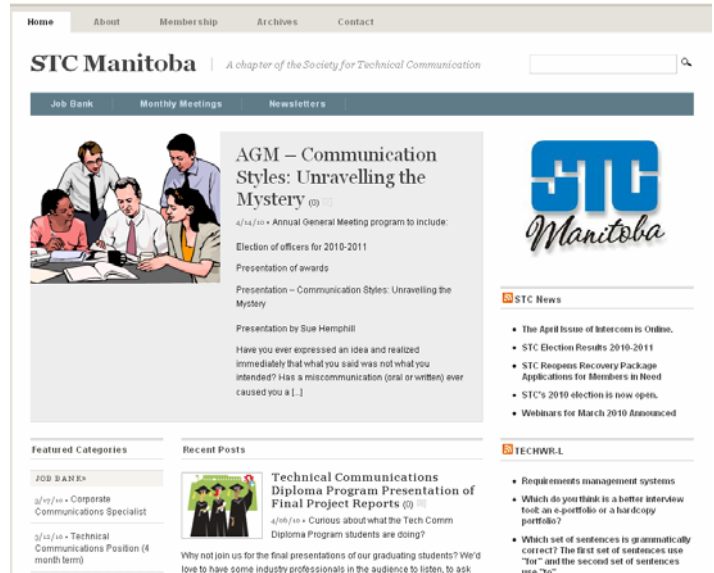 Home About Membership Archives Contact
STC Manitoba
A chapter of the Society for Technical Communication
Job Bank Monthly Meetings Newsletters
AGM – Communication
Styles: Unravelling the
Mystery (0)
4/14/10 • Annual General Meeting program to include:
Election of officers for 2010-2011
Presentation of awards
Presentation – Communication Styles: Unravelling the
Mystery
Presentation by Sue Hemphill
Have you ever expressed an idea and realized
immediately that what you said was not what you
intended? Has a miscommunication (oral or written) ever
caused you a [...]
STC
Manitoba
STC News
• The April Issue of Intercom is Online.
• STC Election Results 2010-2011
• STC Reopens Recovery Package
Applications for Members in Need
• STC's 2010 election is now open.
• Webinars for March 2010 Announced
Featured Categories
JOB BANK»
3/17/10 • Corporate
Communications Specialist
3/12/10 • Technical
Communications Position (4
month term)
Recent Posts
Technical Communications
Diploma Program Presentation of
Final Project Reports (0)
4/06/10 • Curious about what the Tech Comm
Diploma Program students are doing?
Why not join us for the final presentations of our graduating students? We'd
love to have some industry professionals in the audience to listen, to ask
TECHWR-L
• Requirements management systems
• Which do you think is a better interview
tool: an e-portfolio or a hardcopy
portfolio?
• Which set of sentences is grammatically
correct? The first set of sentences use
"for" and the second set of sentences
use "to"